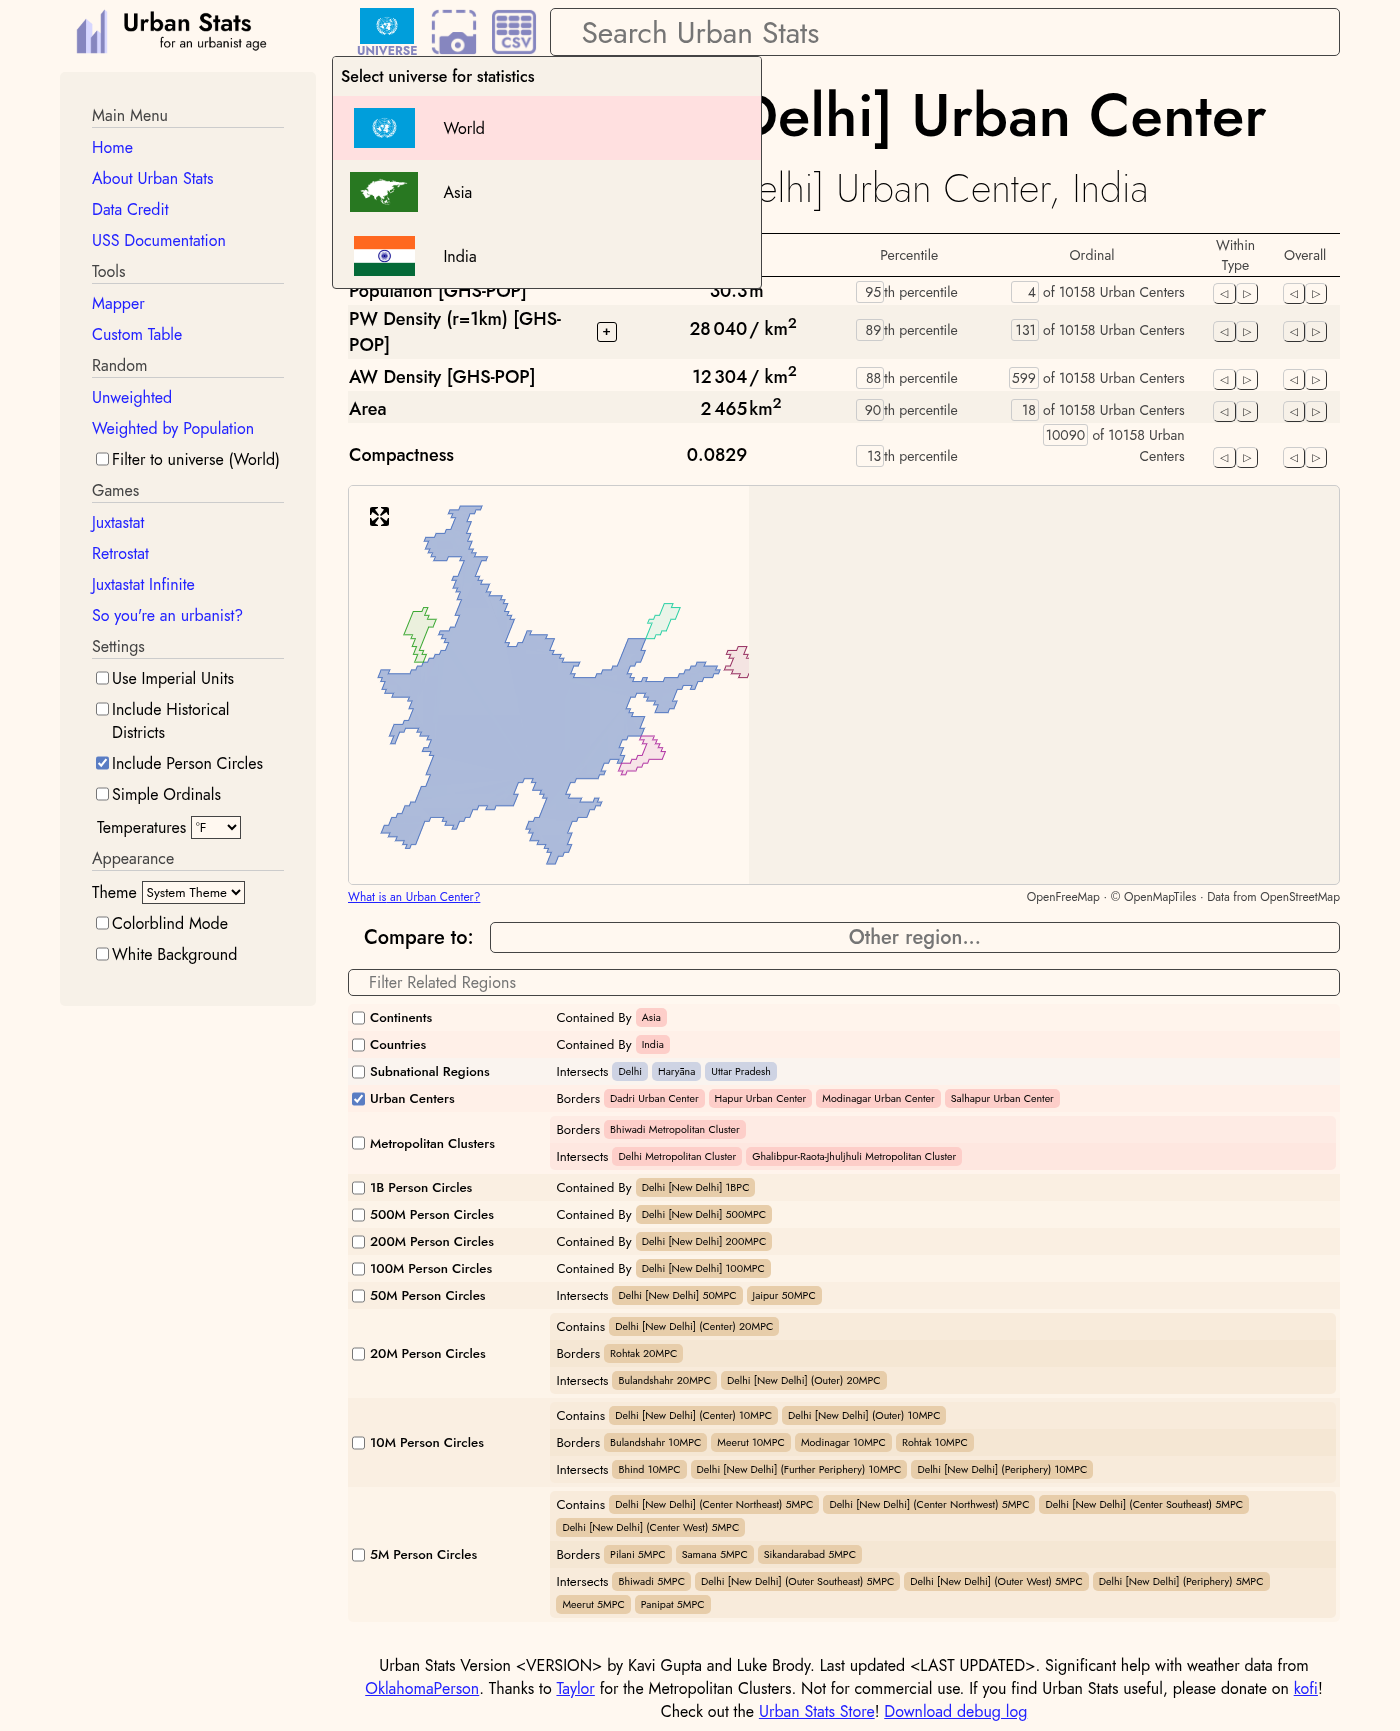 Urban Stats
for an urbanist age
UNIVERSE
CSV
Search Urban Stats
Select universe for statistics
World
Asia
India
Delhi] Urban Center
elhi] Urban Center, India
Main Menu
Home
About Urban Stats
Data Credit
USS Documentation
Tools
Mapper
Custom Table
Random
Unweighted
Weighted by Population
Filter to universe (World)
Games
Juxtastat
Retrostat
Juxtastat Infinite
So you're an urbanist?
Settings
Use Imperial Units
Include Historical
Districts
Include Person Circles
Simple Ordinals
Temperatures °F
Appearance
Theme System Theme
Colorblind Mode
White Background
Percentile Ordinal Within Type Overall
Population [GHS-POP] 30.3m 95th percentile 4 of 10158 Urban Centers
PW Density (r=1km) [GHS-
POP] + 28 040 / km2 89th percentile 131 of 10158 Urban Centers
AW Density [GHS-POP] 12 304 / km2 88th percentile 599 of 10158 Urban Centers
Area 2 465 km2 90th percentile 18 of 10158 Urban Centers
Compactness 0.0829 13th percentile 10090 of 10158 Urban
Centers
What is an Urban Center?
OpenFreeMap · © OpenMapTiles · Data from OpenStreetMap
Compare to: Other region...
Filter Related Regions
Continents Contained By Asia
Countries Contained By India
Subnational Regions Intersects Delhi Haryāna Uttar Pradesh
Urban Centers Borders Dadri Urban Center Hapur Urban Center Modinagar Urban Center Salhapur Urban Center
Metropolitan Clusters Borders Bhiwadi Metropolitan Cluster
Intersects Delhi Metropolitan Cluster Ghalibpur-Raota-Jhuljhuli Metropolitan Cluster
1B Person Circles Contained By Delhi [New Delhi] 1BPC
500M Person Circles Contained By Delhi [New Delhi] 500MPC
200M Person Circles Contained By Delhi [New Delhi] 200MPC
100M Person Circles Contained By Delhi [New Delhi] 100MPC
50M Person Circles Intersects Delhi [New Delhi] 50MPC Jaipur 50MPC
20M Person Circles Contains Delhi [New Delhi] (Center) 20MPC
Borders Rohtak 20MPC
Intersects Bulandshahr 20MPC Delhi [New Delhi] (Outer) 20MPC
10M Person Circles Contains Delhi [New Delhi] (Center) 10MPC Delhi [New Delhi] (Outer) 10MPC
Borders Bulandshahr 10MPC Meerut 10MPC Modinagar 10MPC Rohtak 10MPC
Intersects Bhind 10MPC Delhi [New Delhi] (Further Periphery) 10MPC Delhi [New Delhi] (Periphery) 10MPC
5M Person Circles Contains Delhi [New Delhi] (Center Northeast) 5MPC Delhi [New Delhi] (Center Northwest) 5MPC Delhi [New Delhi] (Center Southeast) 5MPC
Delhi [New Delhi] (Center West) 5MPC
Borders Pilani 5MPC Samana 5MPC Sikandarabad 5MPC
Intersects Bhiwadi 5MPC Delhi [New Delhi] (Outer Southeast) 5MPC Delhi [New Delhi] (Outer West) 5MPC Delhi [New Delhi] (Periphery) 5MPC
Meerut 5MPC Panipat 5MPC
Urban Stats Version <VERSION> by Kavi Gupta and Luke Brody. Last updated <LAST UPDATED>. Significant help with weather data from
OklahomaPerson. Thanks to Taylor for the Metropolitan Clusters. Not for commercial use. If you find Urban Stats useful, please donate on kofi!
Check out the Urban Stats Store! Download debug log